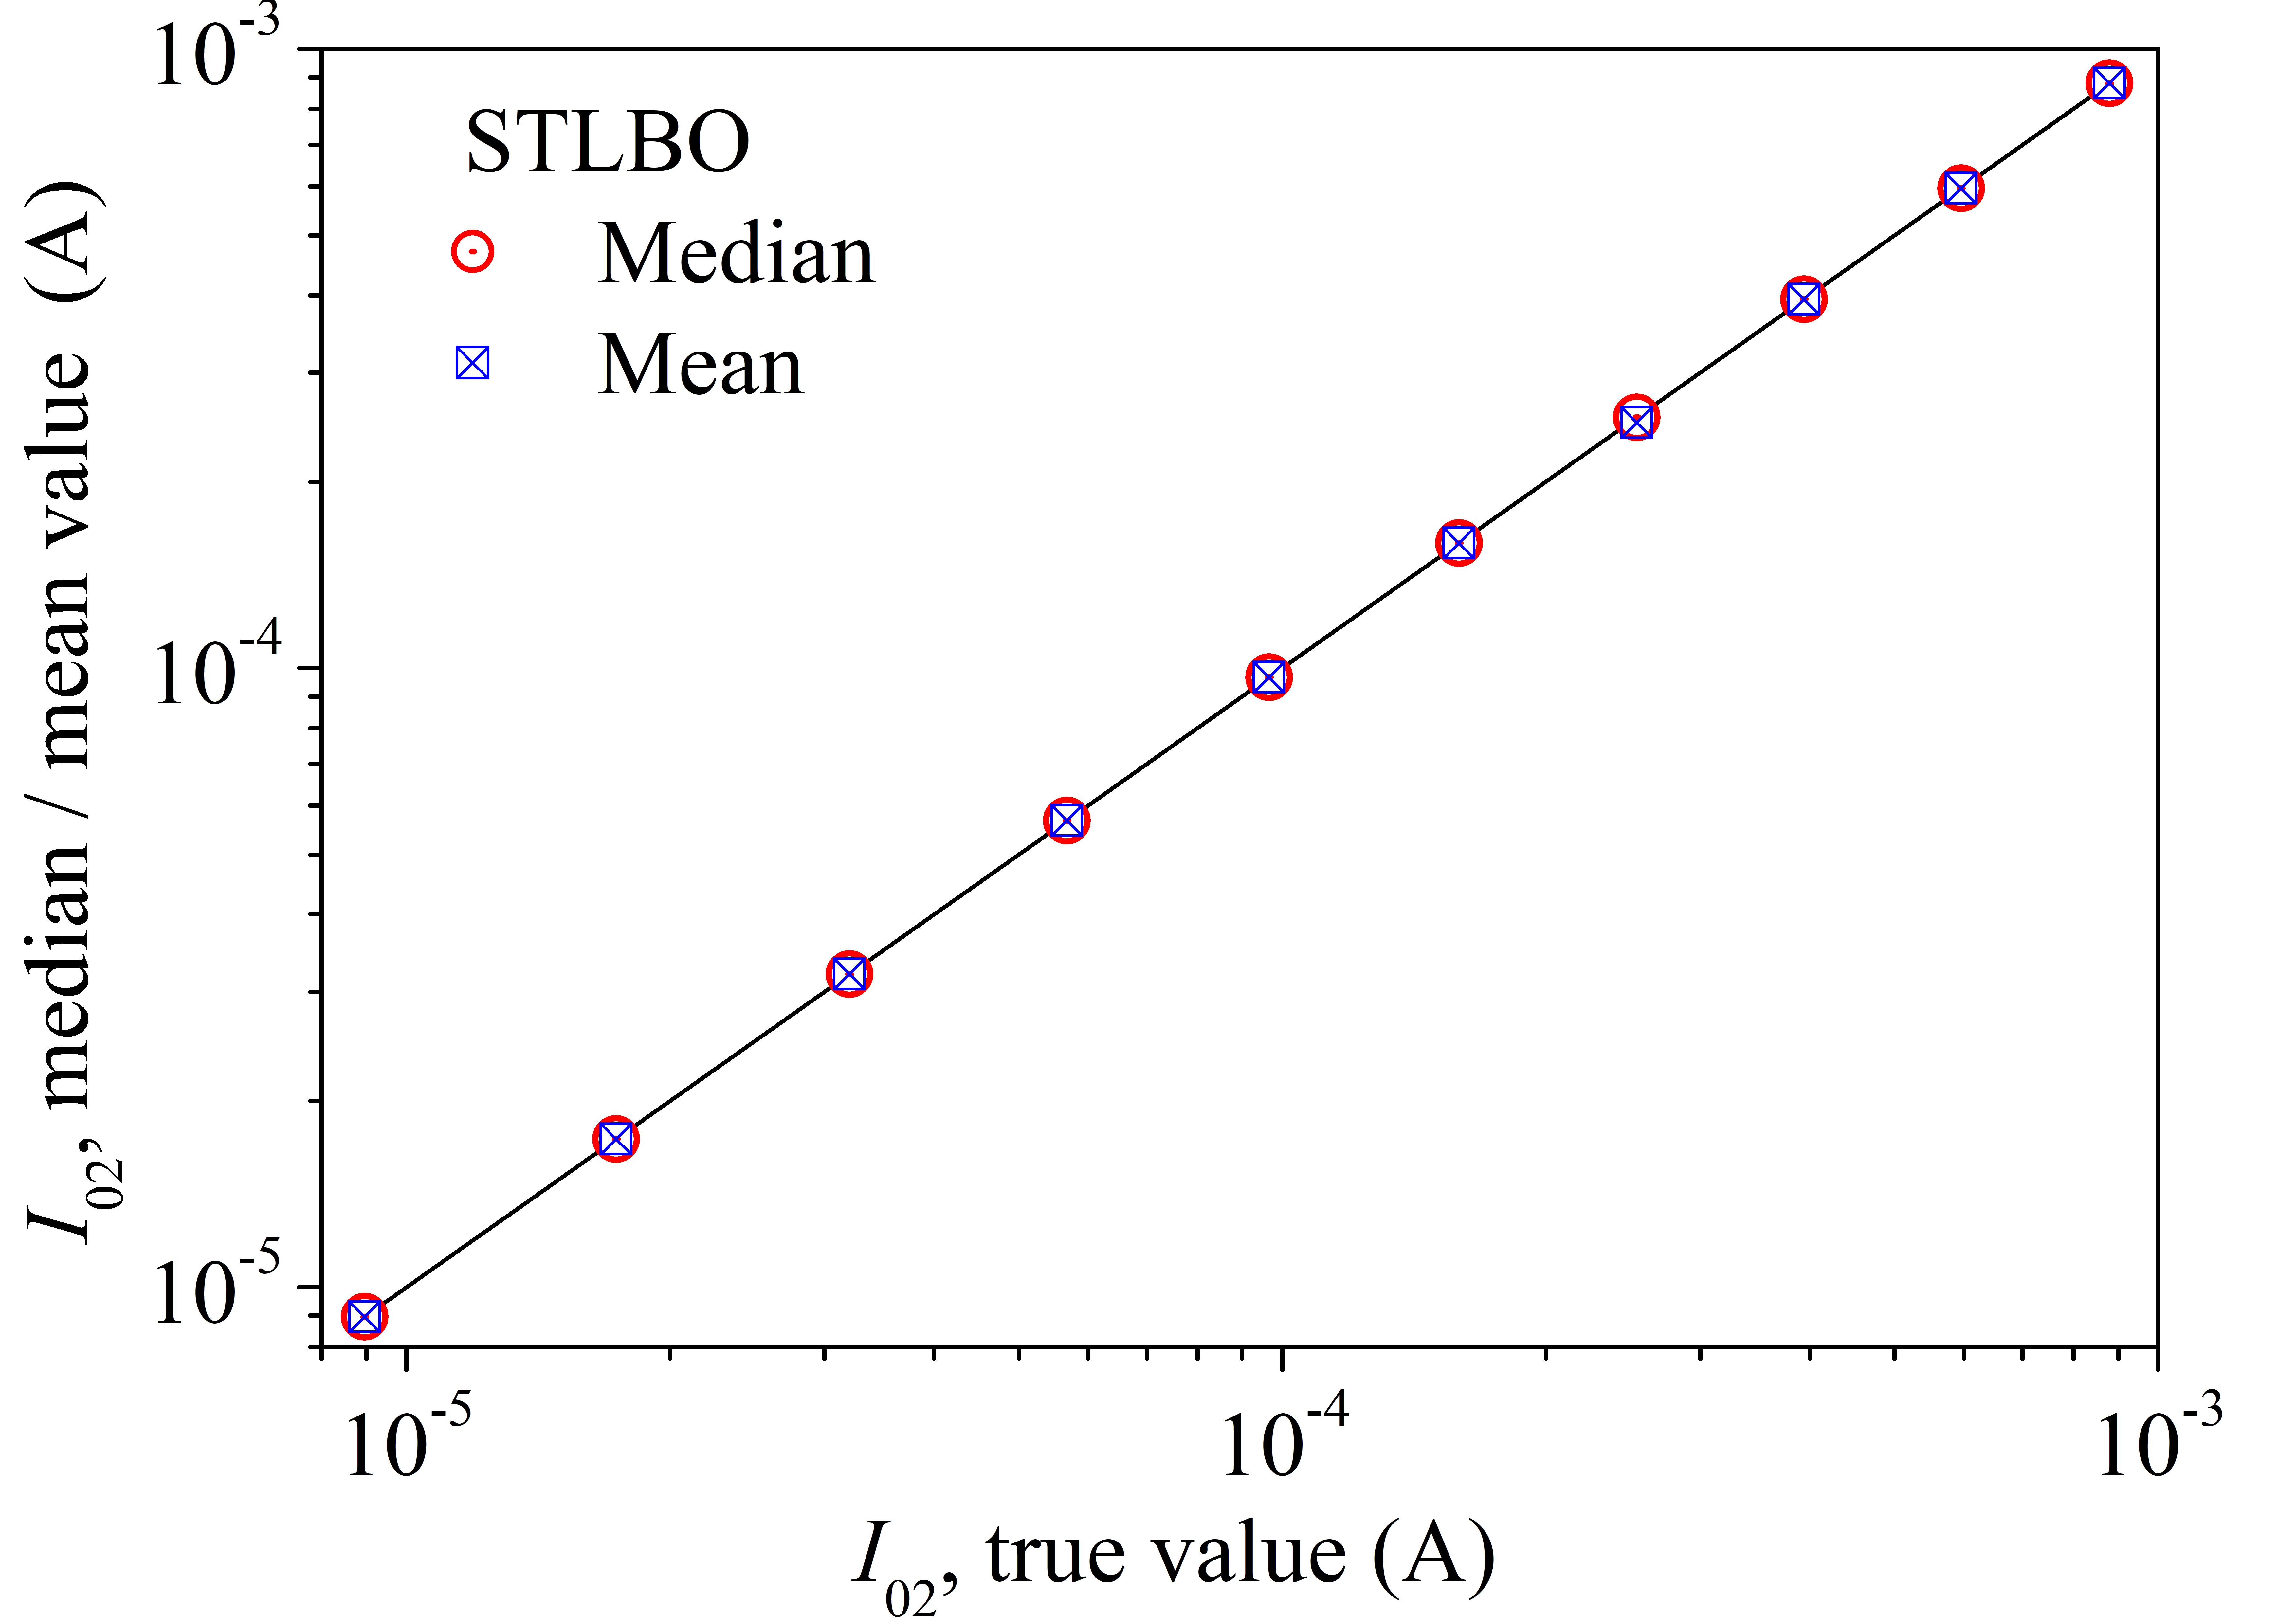 10^-3
STLBO
Median
Mean
10^-4
10^-5
I02, median / mean value (A)
10^-5 10^-4 10^-3
I02, true value (A)